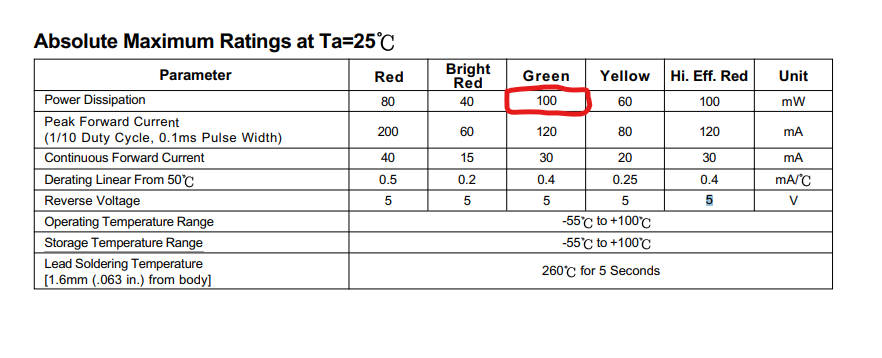 Absolute Maximum Ratings at Ta=25℃
Parameter Red Bright Red Green Yellow Hi. Eff. Red Unit
Power Dissipation 80 40 100 60 100 mW
Peak Forward Current
(1/10 Duty Cycle, 0.1ms Pulse Width) 200 60 120 80 120 mA
Continuous Forward Current 40 15 30 20 30 mA
Derating Linear From 50℃ 0.5 0.2 0.4 0.25 0.4 mA/℃
Reverse Voltage 5 5 5 5 5 V
Operating Temperature Range -55℃ to +100℃
Storage Temperature Range -55℃ to +100℃
Lead Soldering Temperature
[1.6mm (.063 in.) from body] 260℃ for 5 Seconds